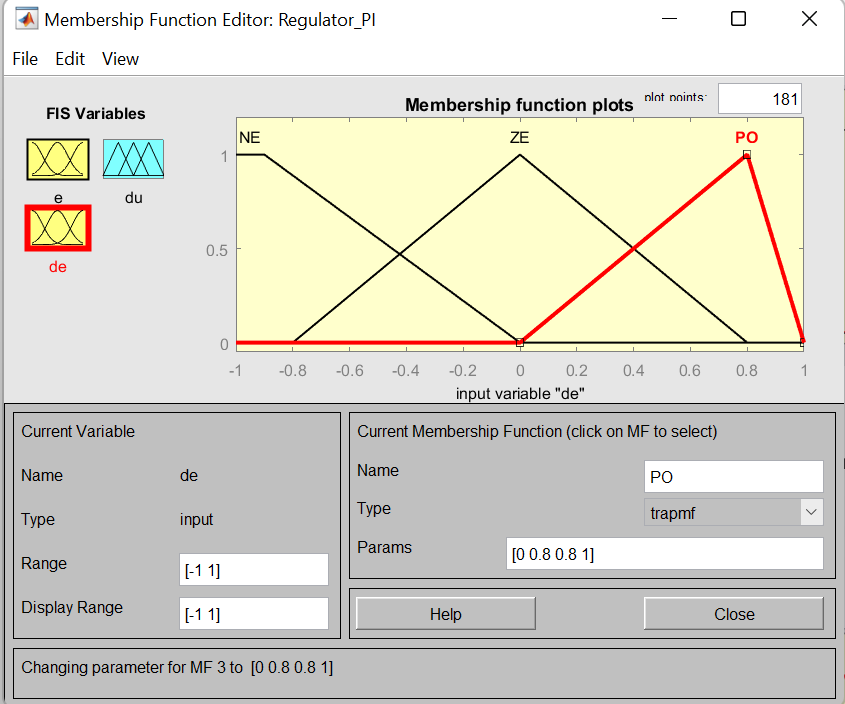 Membership Function Editor: Regulator_PI
File Edit View
FIS Variables
e
du
de
Membership function plots
plot points:
181
NE
ZE
PO
1
0.5
0
-1 -0.8 -0.6 -0.4 -0.2 0 0.2 0.4 0.6 0.8 1
input variable "de"
Current Variable
Name de
Type input
Range [-1 1]
Display Range [-1 1]
Current Membership Function (click on MF to select)
Name PO
Type trapmf
Params [0 0.8 0.8 1]
Help Close
Changing parameter for MF 3 to [0 0.8 0.8 1]